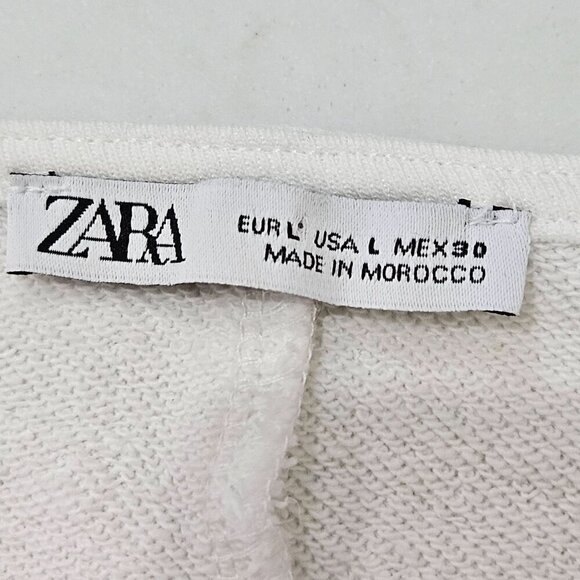 ZARA
EUR L USA L MEX 30
MADE IN MOROCCO